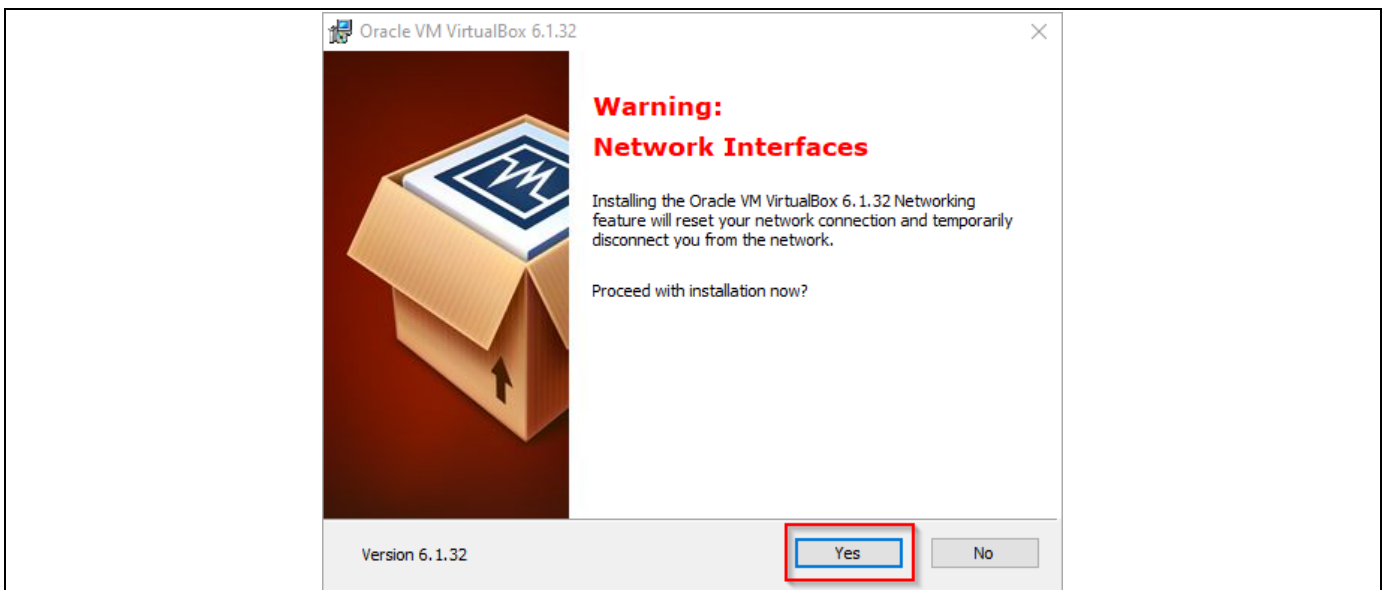 Oracle VM VirtualBox 6.1.32
Warning:
Network Interfaces
Installing the Oracle VM VirtualBox 6.1.32 Networking
feature will reset your network connection and temporarily
disconnect you from the network.
Proceed with installation now?
Version 6.1.32
Yes
No